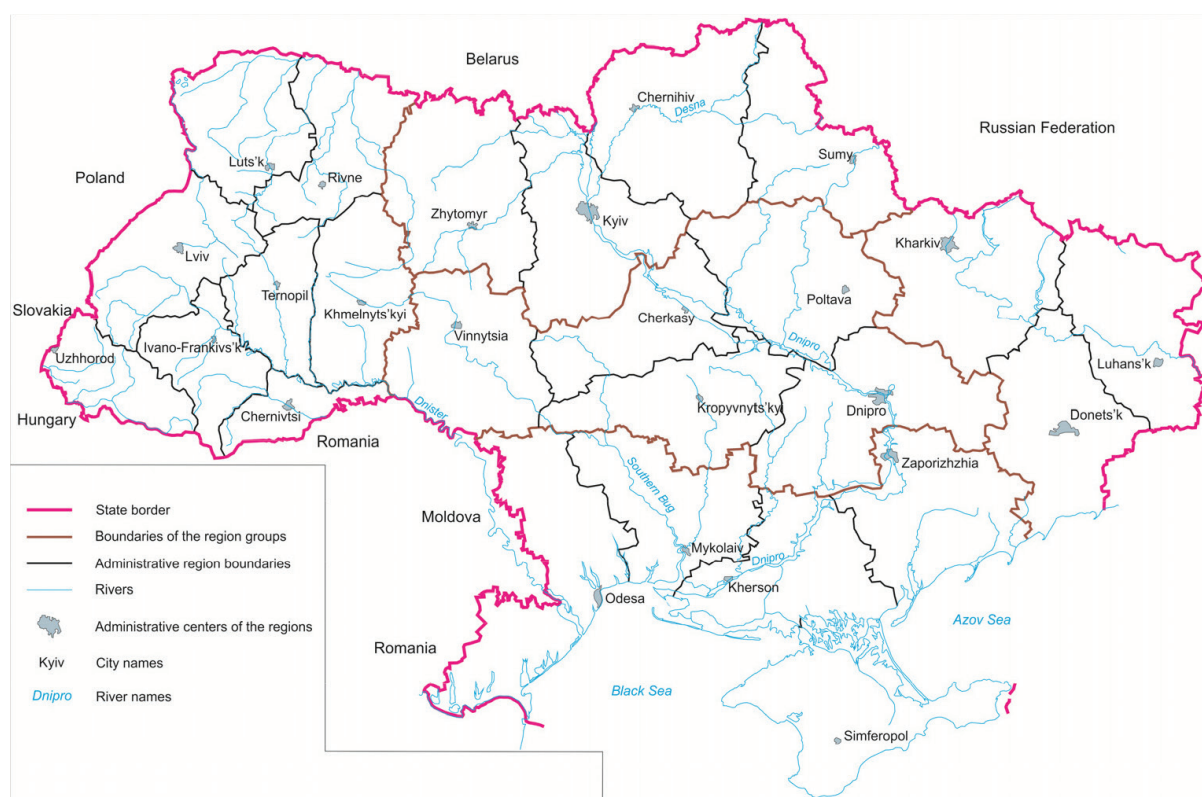 Belarus
Chernihiv
Desna
Russian Federation
Poland
Luts'k
Rivne
Sumy
Zhytomyr
Kyiv
Kharkiv
Lviv
Ternopil
Khmelnyts'kyi
Poltava
Slovakia
Cherkasy
Vinnytsia
Dnipro
Uzhhorod
Ivano-Frankivs'k
Luhans'k
Hungary
Chernivtsi
Dnister
Kropyvnyts'kyi
Dnipro
Donets'k
Romania
Zaporizhzhia
Southern Bug
Moldova
Mykolaiv
Dnipro
Kherson
Odesa
Azov Sea
Romania
Black Sea
Simferopol
State border
Boundaries of the region groups
Administrative region boundaries
Rivers
Administrative centers of the regions
Kyiv
City names
Dnipro
River names